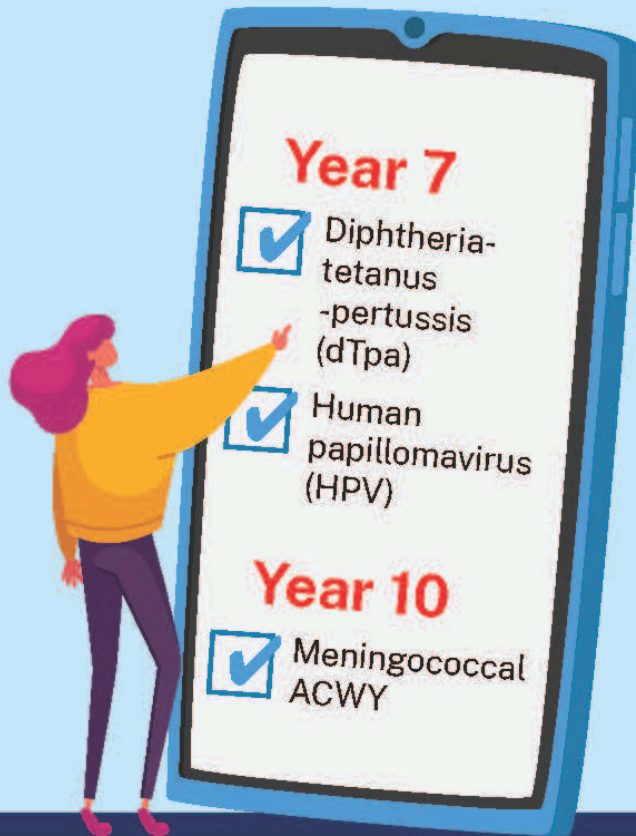 Year 7
Diphtheria-
tetanus
-pertussis
(dTpa)
Human
papillomavirus
(HPV)
Year 10
Meningococcal
ACWY